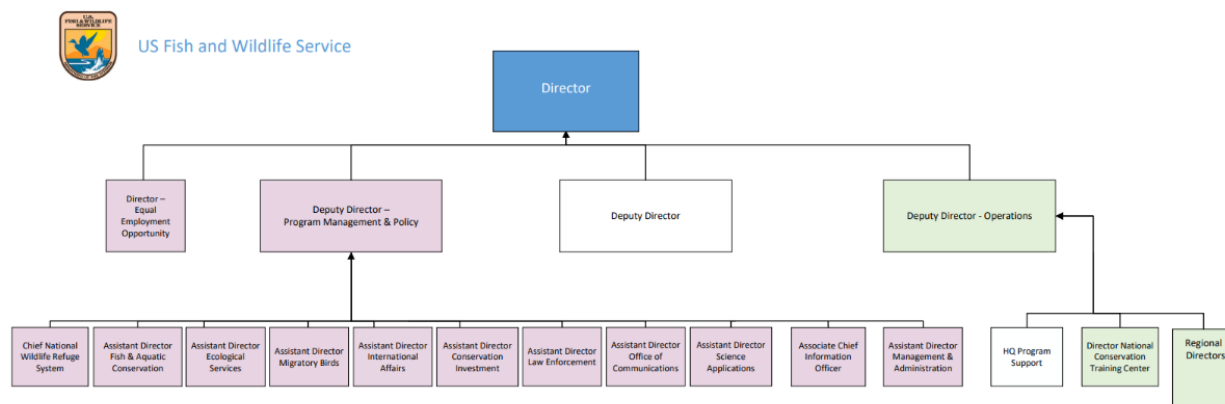 U.S.
FISH & WILDLIFE
SERVICE
US Fish and Wildlife Service
Director
Director –
Equal
Employment
Opportunity
Deputy Director –
Program Management & Policy
Deputy Director
Deputy Director - Operations
Chief National
Wildlife Refuge
System
Assistant Director
Fish & Aquatic
Conservation
Assistant Director
Ecological
Services
Assistant Director
Migratory Birds
Assistant Director
International
Affairs
Assistant Director
Conservation
Investment
Assistant Director
Law Enforcement
Assistant Director
Office of
Communications
Assistant Director
Science
Applications
Associate Chief
Information
Officer
Assistant Director
Management &
Administration
HQ Program
Support
Director National
Conservation
Training Center
Regional
Directors